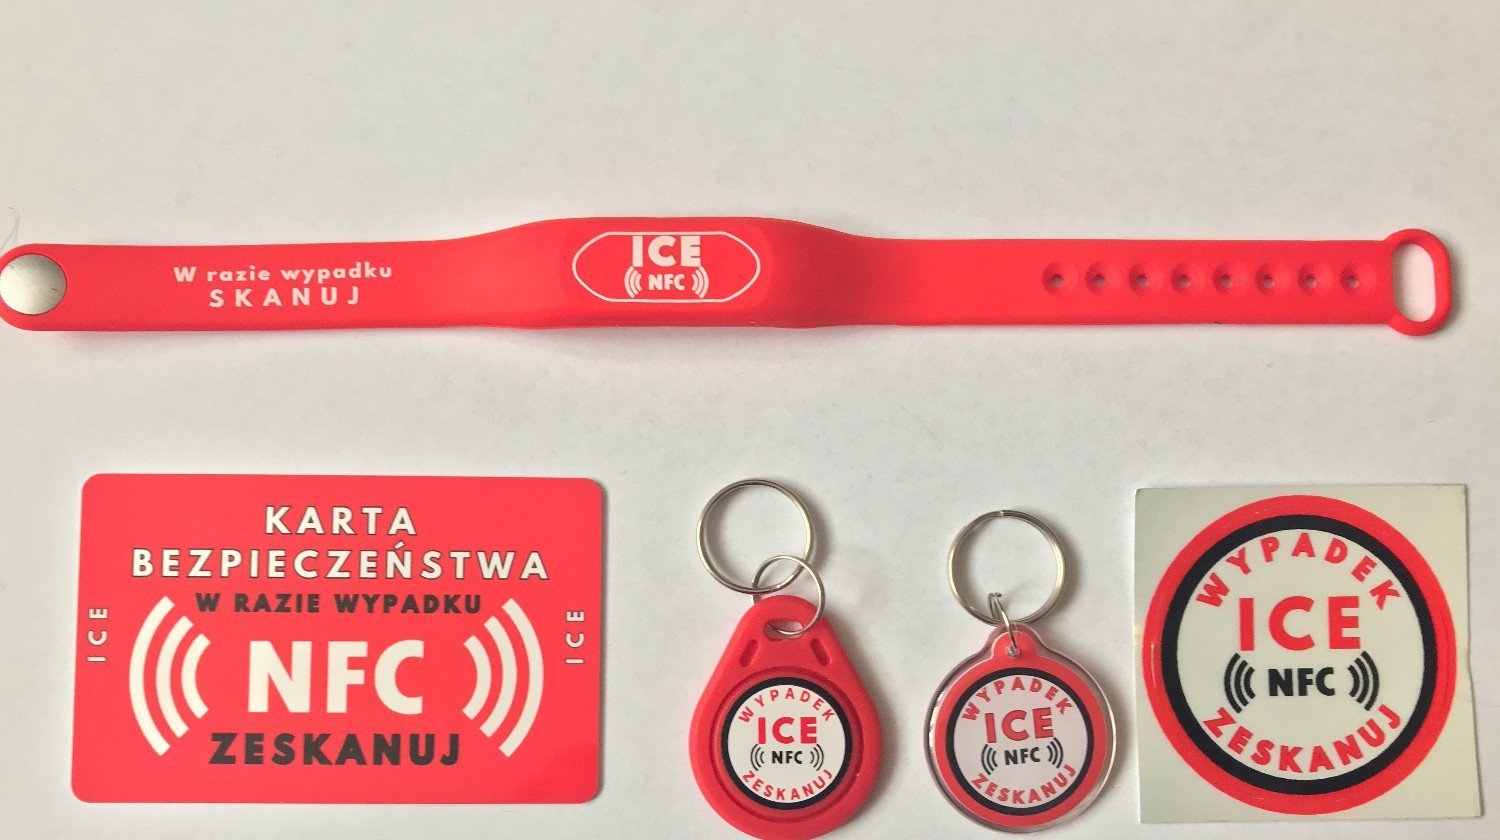 W razie wypadku
SKANUJ
ICE
NFC
KARTA
BEZPIECZEŃSTWA
W RAZIE WYPADKU
ICE
NFC
ICE
ZESKANUJ
WYPADEK
ICE
NFC
ZESKANUJ
WYPADEK
ICE
NFC
ZESKANUJ
WYPADEK
ICE
NFC
ZESKANUJ